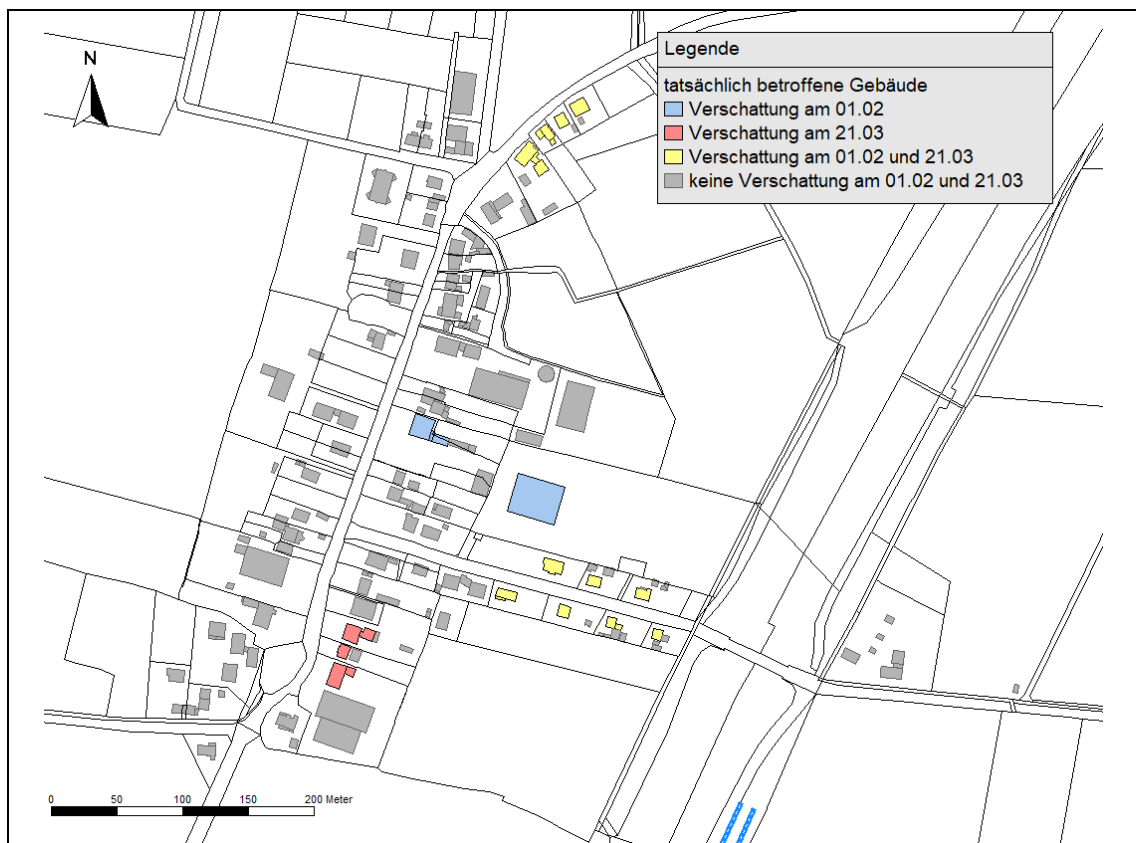 N
Legende
tatsächlich betroffene Gebäude
Verschattung am 01.02
Verschattung am 21.03
Verschattung am 01.02 und 21.03
keine Verschattung am 01.02 und 21.03
0 50 100 150 200 Meter